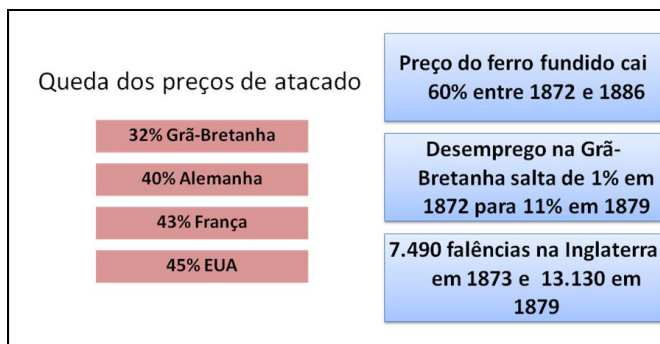 Queda dos preços de atacado
32% Grã-Bretanha
40% Alemanha
43% França
45% EUA
Preço do ferro fundido cai
60% entre 1872 e 1886
Desemprego na Grã-
Bretanha salta de 1% em
1872 para 11% em 1879
7.490 falências na Inglaterra
em 1873 e 13.130 em
1879